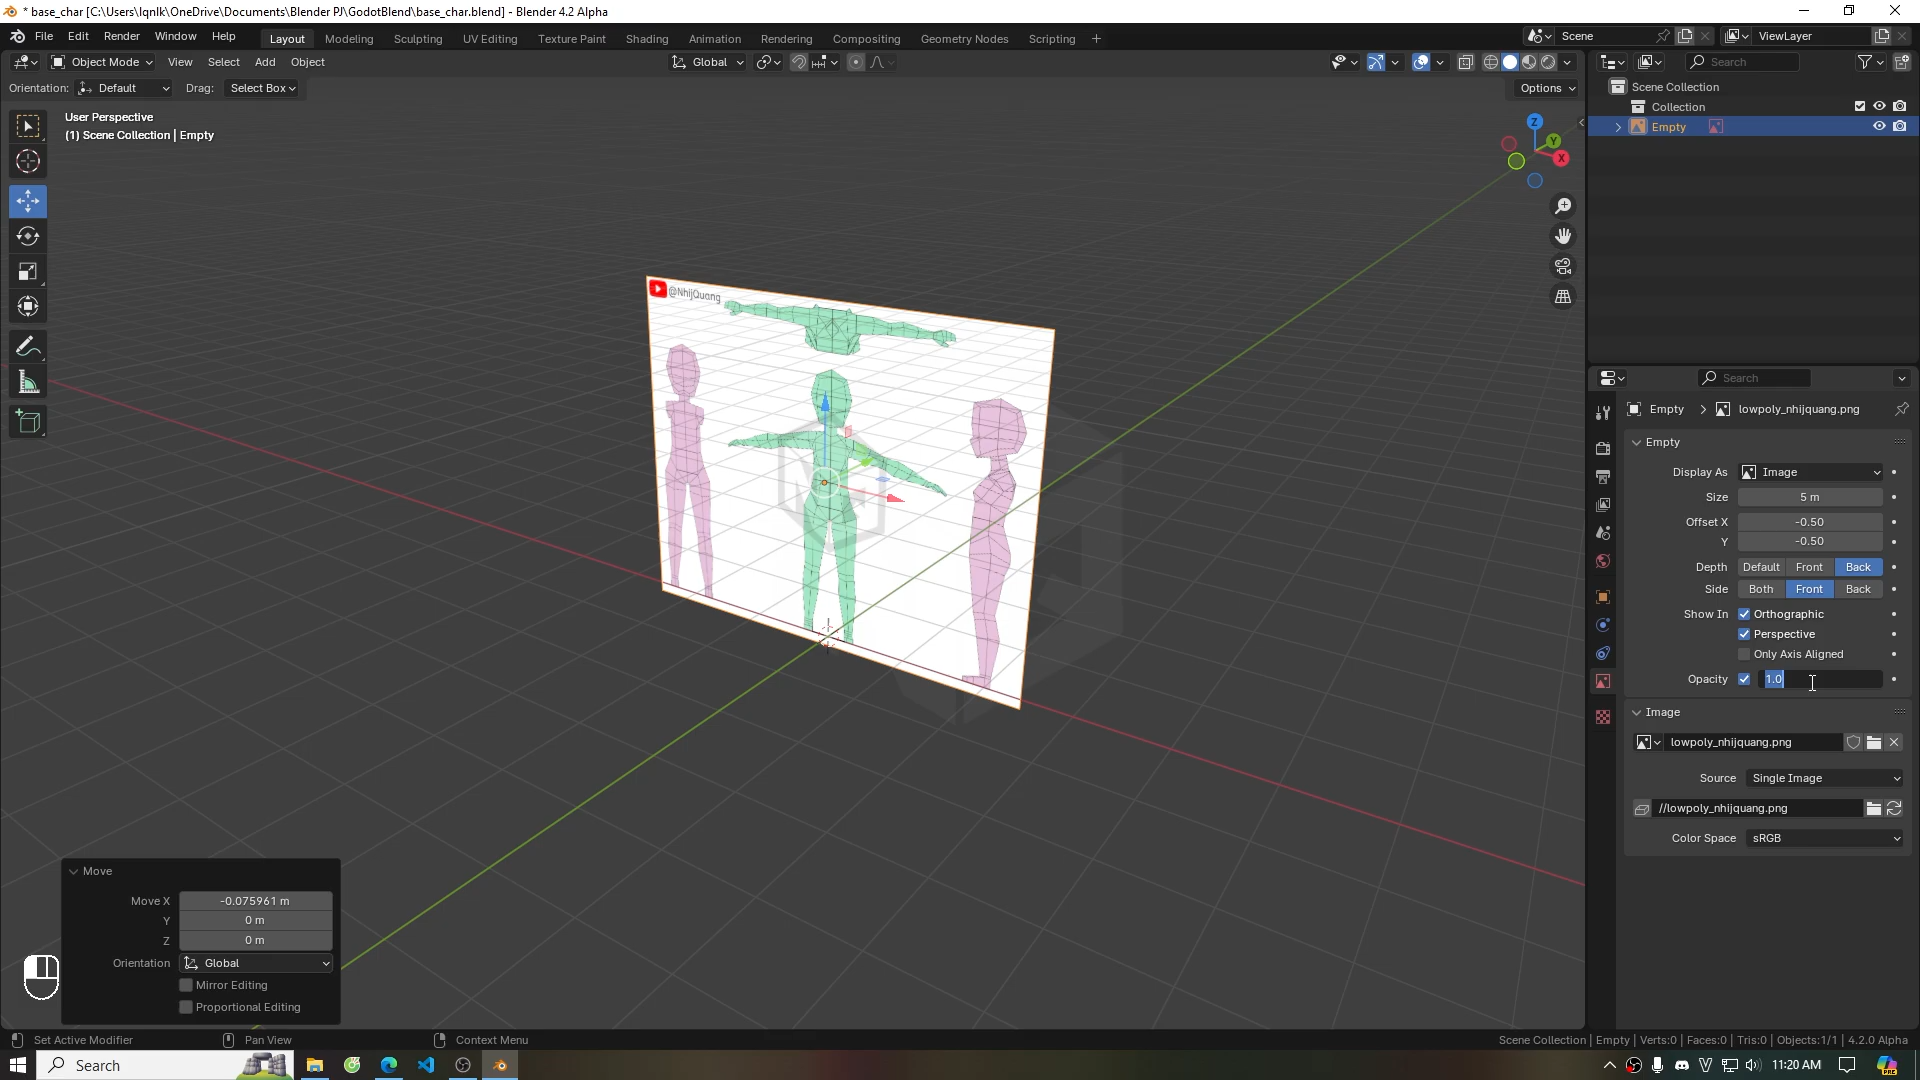 * base_char [C:\Users\lqnlk\OneDrive\Documents\Blender PJ\GodotBlend\base_char.blend] - Blender 4.2 Alpha
File Edit Render Window Help
Layout Modeling Sculpting UV Editing Texture Paint Shading Animation Rendering Compositing Geometry Nodes Scripting +
Scene
ViewLayer
Object Mode View Select Add Object
Global
Orientation: Default Drag: Select Box
Options
User Perspective
(1) Scene Collection | Empty
Z
Y
X
@NhijQuang
Search
Scene Collection
Collection
Empty
Search
Empty > lowpoly_nhijquang.png
Empty
Display As Image
Size 5 m
Offset X -0.50
Y -0.50
Depth Default Front Back
Side Both Front Back
Show In Orthographic
Perspective
Only Axis Aligned
Opacity 1.0
Image
lowpoly_nhijquang.png
Source Single Image
//lowpoly_nhijquang.png
Color Space sRGB
Move
Move X -0.075961 m
Y 0 m
Z 0 m
Orientation Global
Mirror Editing
Proportional Editing
Set Active Modifier Pan View Context Menu
Scene Collection | Empty | Verts:0 | Faces:0 | Tris:0 | Objects:1/1 | 4.2.0 Alpha
Search
11:20 AM